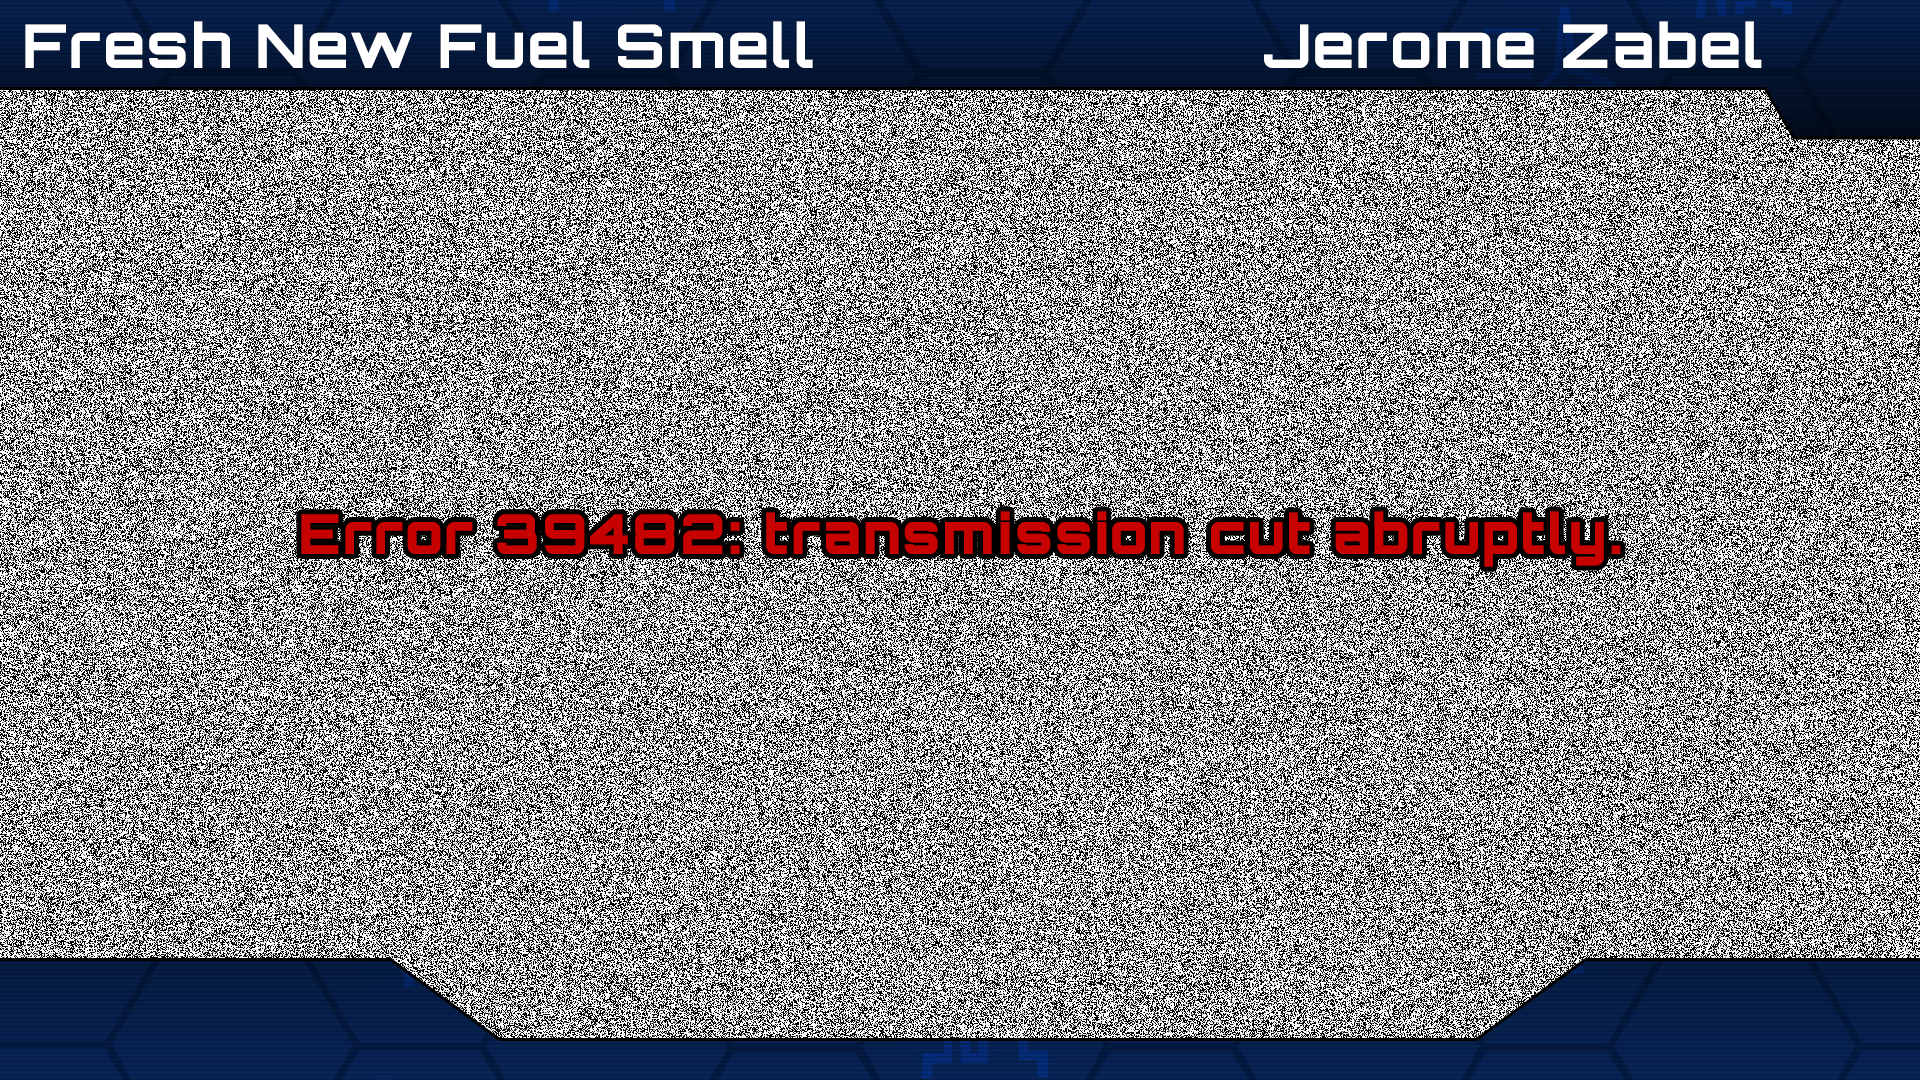 Fresh New Fuel Smell
Jerome Zabel
Error 39482: transmission cut abruptly.